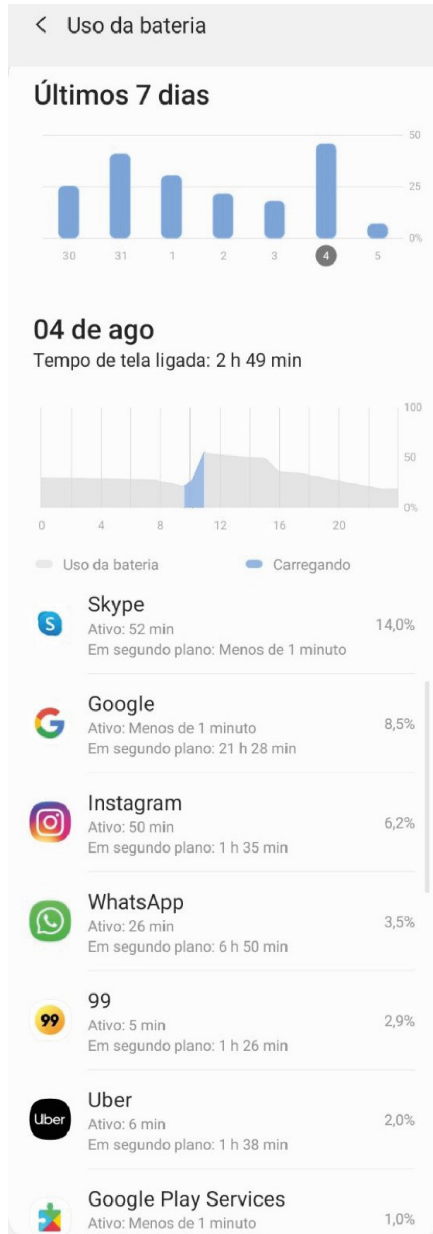 Uso da bateria
Últimos 7 dias
50
25
0%
30 31 1 2 3 4 5
04 de ago
Tempo de tela ligada: 2 h 49 min
100
50
0%
0 4 8 12 16 20
Uso da bateria Carregando
Skype
Ativo: 52 min
14,0%
Em segundo plano: Menos de 1 minuto
Google
Ativo: Menos de 1 minuto
8,5%
Em segundo plano: 21 h 28 min
Instagram
Ativo: 50 min
6,2%
Em segundo plano: 1 h 35 min
WhatsApp
Ativo: 26 min
3,5%
Em segundo plano: 6 h 50 min
99
99
Ativo: 5 min
2,9%
Em segundo plano: 1 h 26 min
Uber
Uber
Ativo: 6 min
2,0%
Em segundo plano: 1 h 38 min
Google Play Services
Ativo: Menos de 1 minuto
1,0%